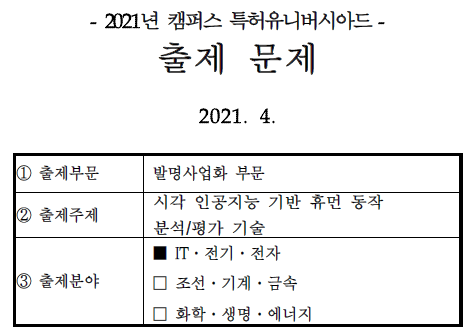 - 2021년 캠퍼스 특허유니버시아드 -
출제 문제
2021. 4.
① 출제부문 발명사업화 부문
② 출제주제 시각 인공지능 기반 휴먼 동작
분석/평가 기술
③ 출제분야 ■ IT·전기·전자
□ 조선·기계·금속
□ 화학·생명·에너지